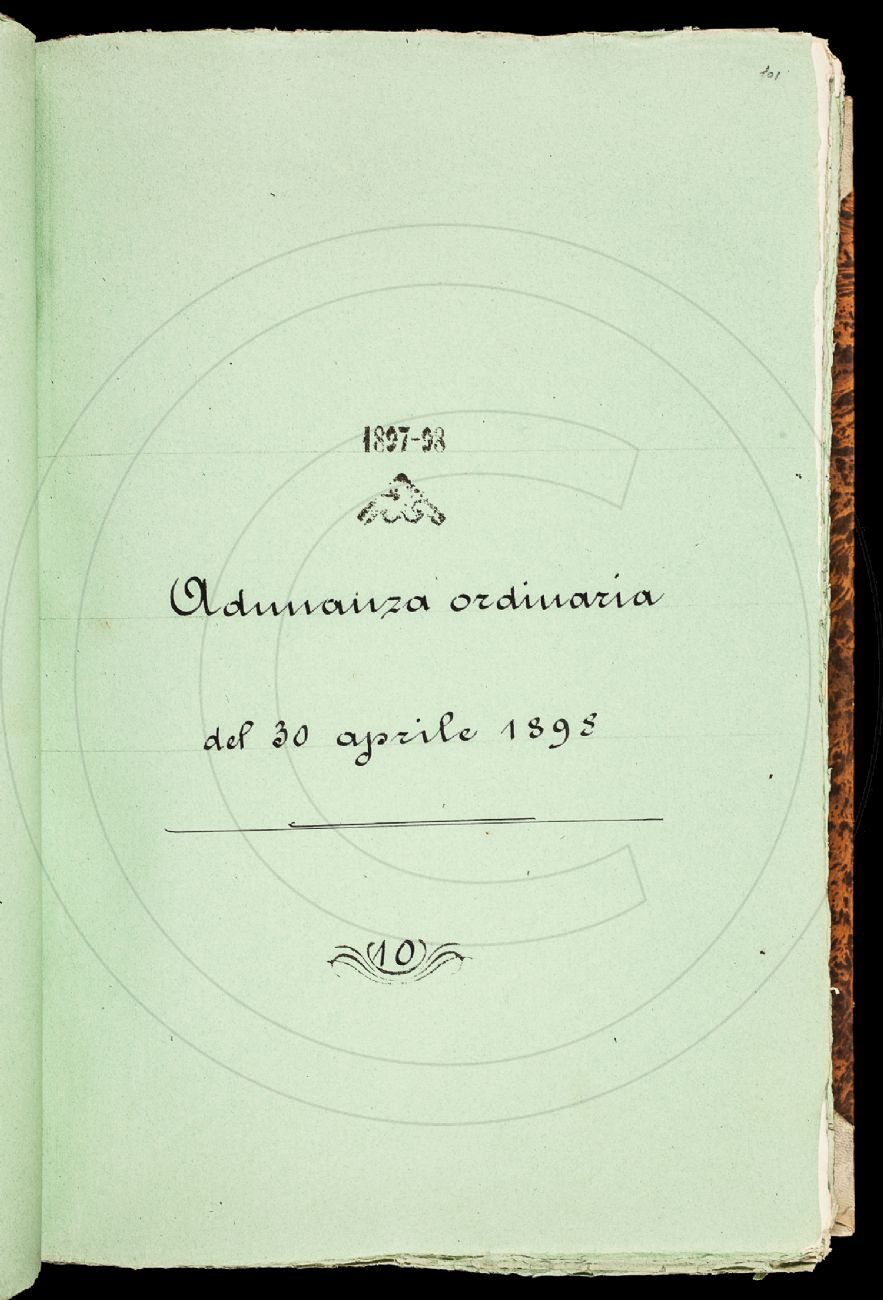 101
1897-98
Adunanza ordinaria
del 30 aprile 1898
10